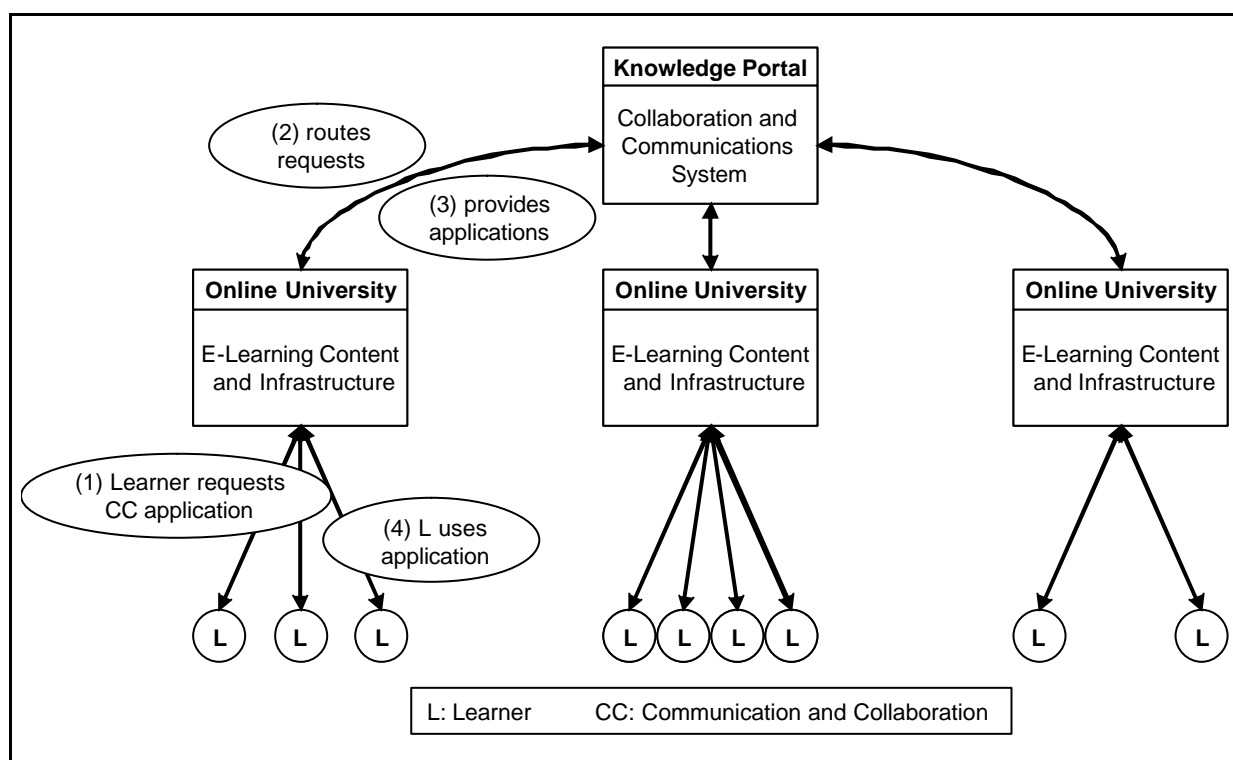 Knowledge Portal
Collaboration and
Communications
System
(2) routes
requests
(3) provides
applications
Online University
E-Learning Content
and Infrastructure
Online University
E-Learning Content
and Infrastructure
Online University
E-Learning Content
and Infrastructure
(1) Learner requests
CC application
(4) L uses
application
L
L
L
L
L
L
L
L
L
L: Learner CC: Communication and Collaboration